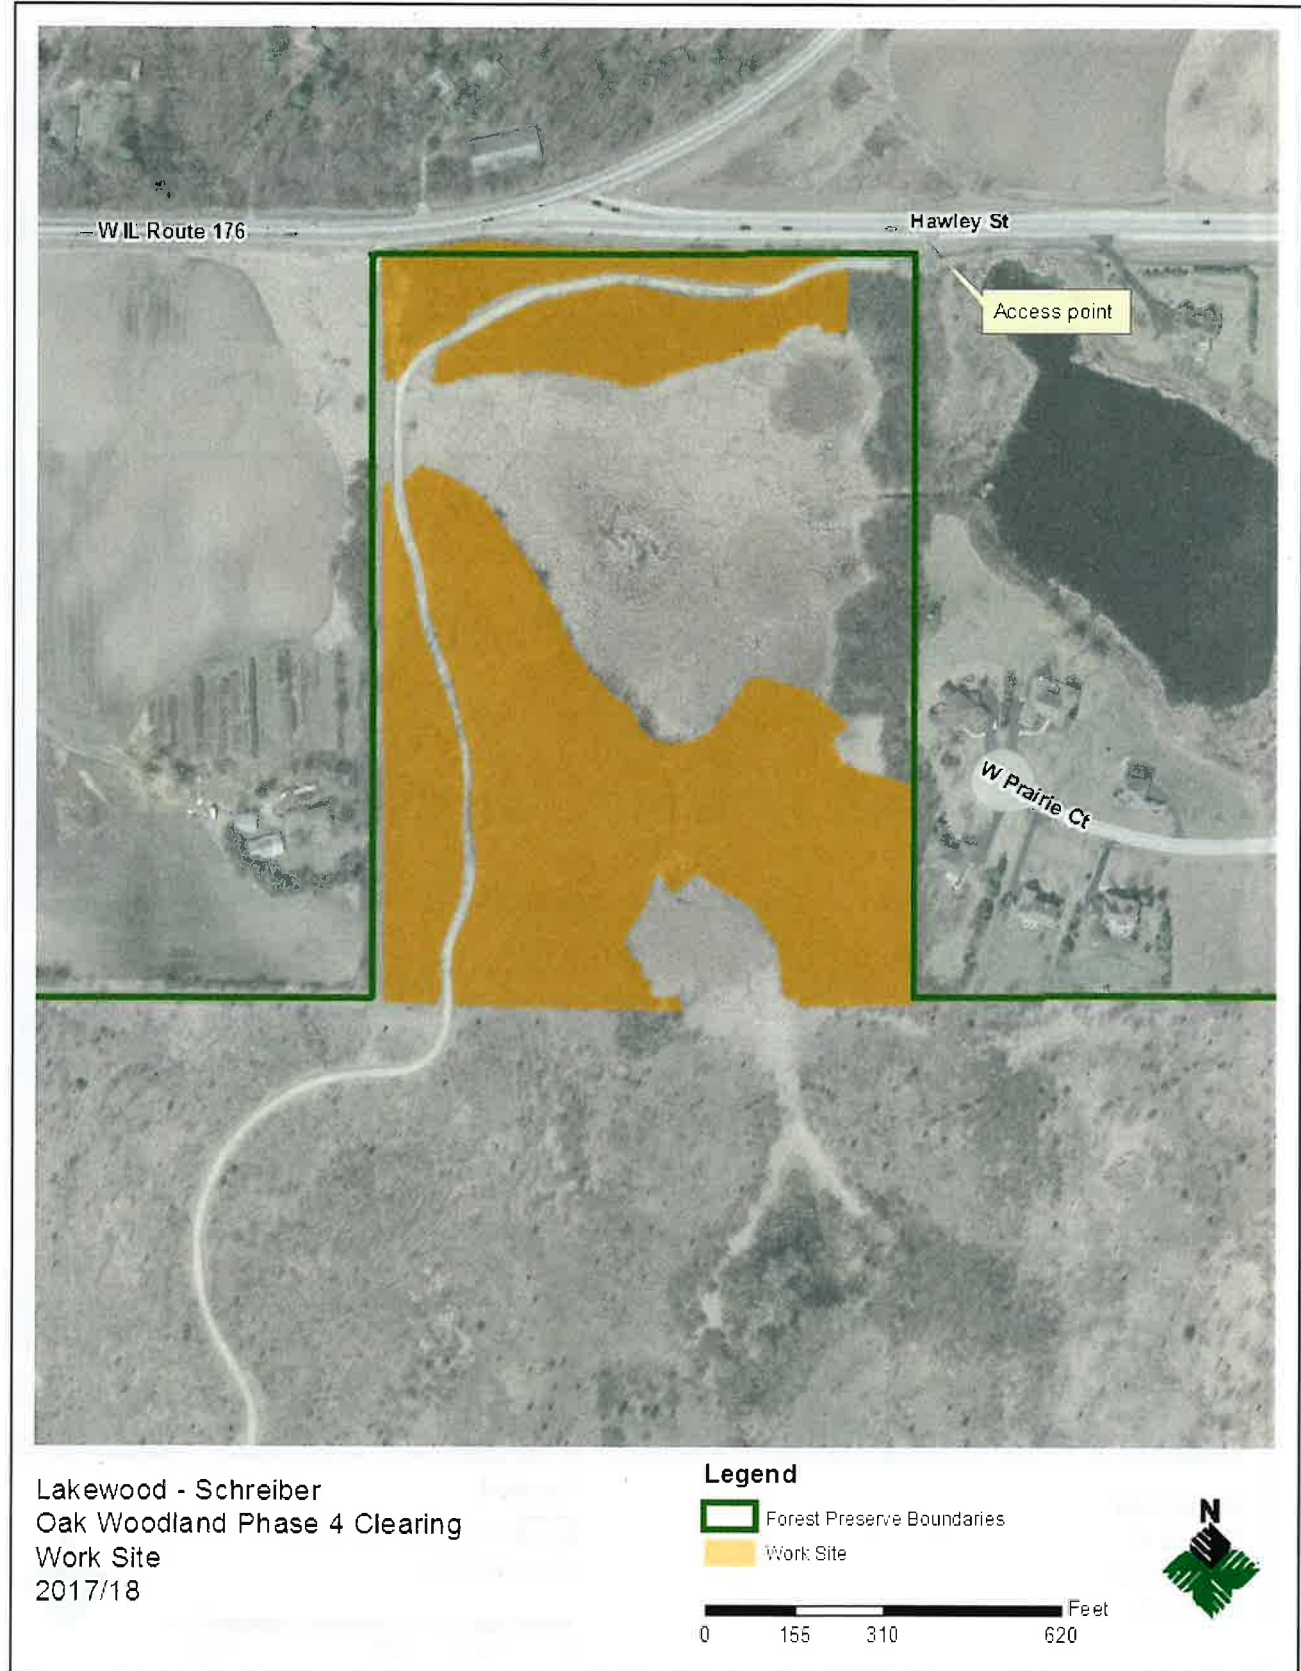 W IL Route 176
Hawley St
Access point
W Prairie Ct
Lakewood - Schreiber
Oak Woodland Phase 4 Clearing
Work Site
2017/18
Legend
Forest Preserve Boundaries
Work Site
Feet
0 155 310 620
N